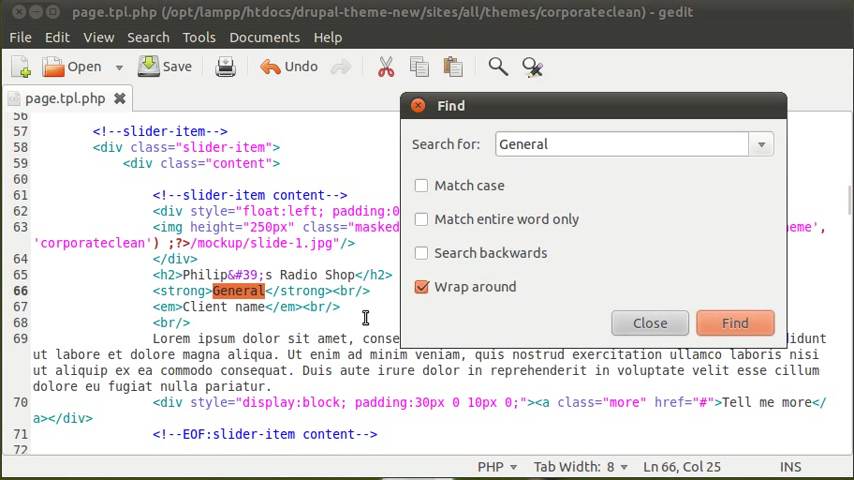 page.tpl.php (/opt/lampp/htdocs/drupal-theme-new/sites/all/themes/corporateclean) - gedit
File Edit View Search Tools Documents Help
Open Save Undo
page.tpl.php
56
57 <!--slider-item-->
58 <div class="slider-item">
59 <div class="content">
60
61 <!--slider-item content-->
62 <div style="float:left; padding:0
63 <img height="250px" class="masked eme',
'corporateclean') ;?>/mockup/slide-1.jpg"/>
64 </div>
65 <h2>Philip&#39;s Radio Shop</h2>
66 <strong>General</strong><br/>
67 <em>Client name</em><br/>
68 <br/>
69 Lorem ipsum dolor sit amet, conse idunt
ut labore et dolore magna aliqua. Ut enim ad minim veniam, quis nostrud exercitation ullamco laboris nisi
ut aliquip ex ea commodo consequat. Duis aute irure dolor in reprehenderit in voluptate velit esse cillum
dolore eu fugiat nulla pariatur.
70 <div style="display:block; padding:30px 0 10px 0;"><a class="more" href="#">Tell me more</
a></div>
71 <!--EOF:slider-item content-->
72
Find
Search for: General
Match case
Match entire word only
Search backwards
Wrap around
Close Find
PHP Tab Width: 8 Ln 66, Col 25 INS